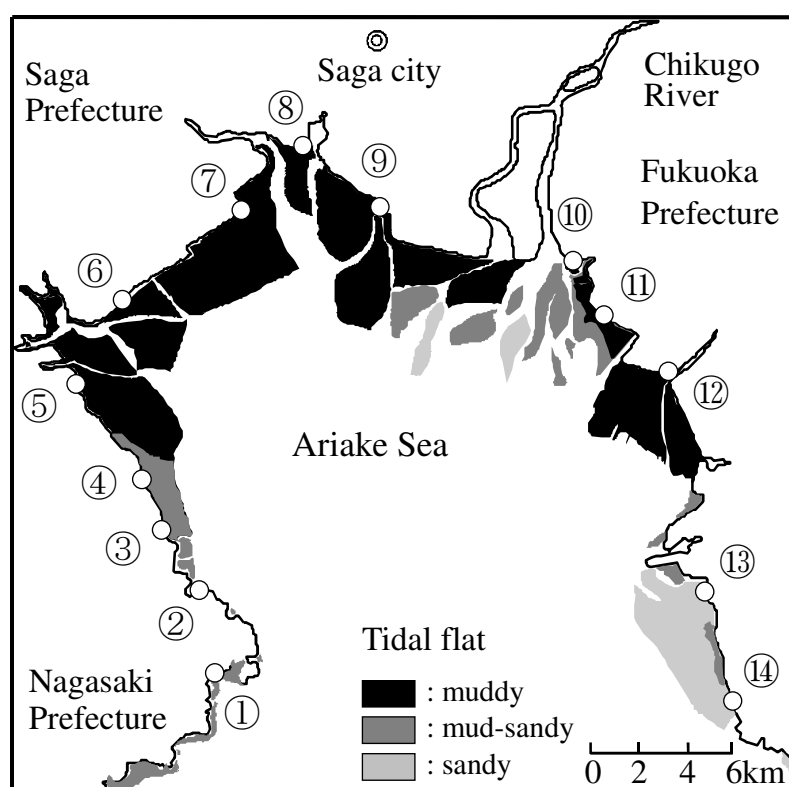 Saga
Prefecture
Saga city
Chikugo
River
Fukuoka
Prefecture
⑧
⑨
⑦
⑩
⑥
⑪
⑤
⑫
Ariake Sea
④
③
⑬
②
Nagasaki
Prefecture
①
⑭
Tidal flat
: muddy
: mud-sandy
: sandy
0 2 4 6km